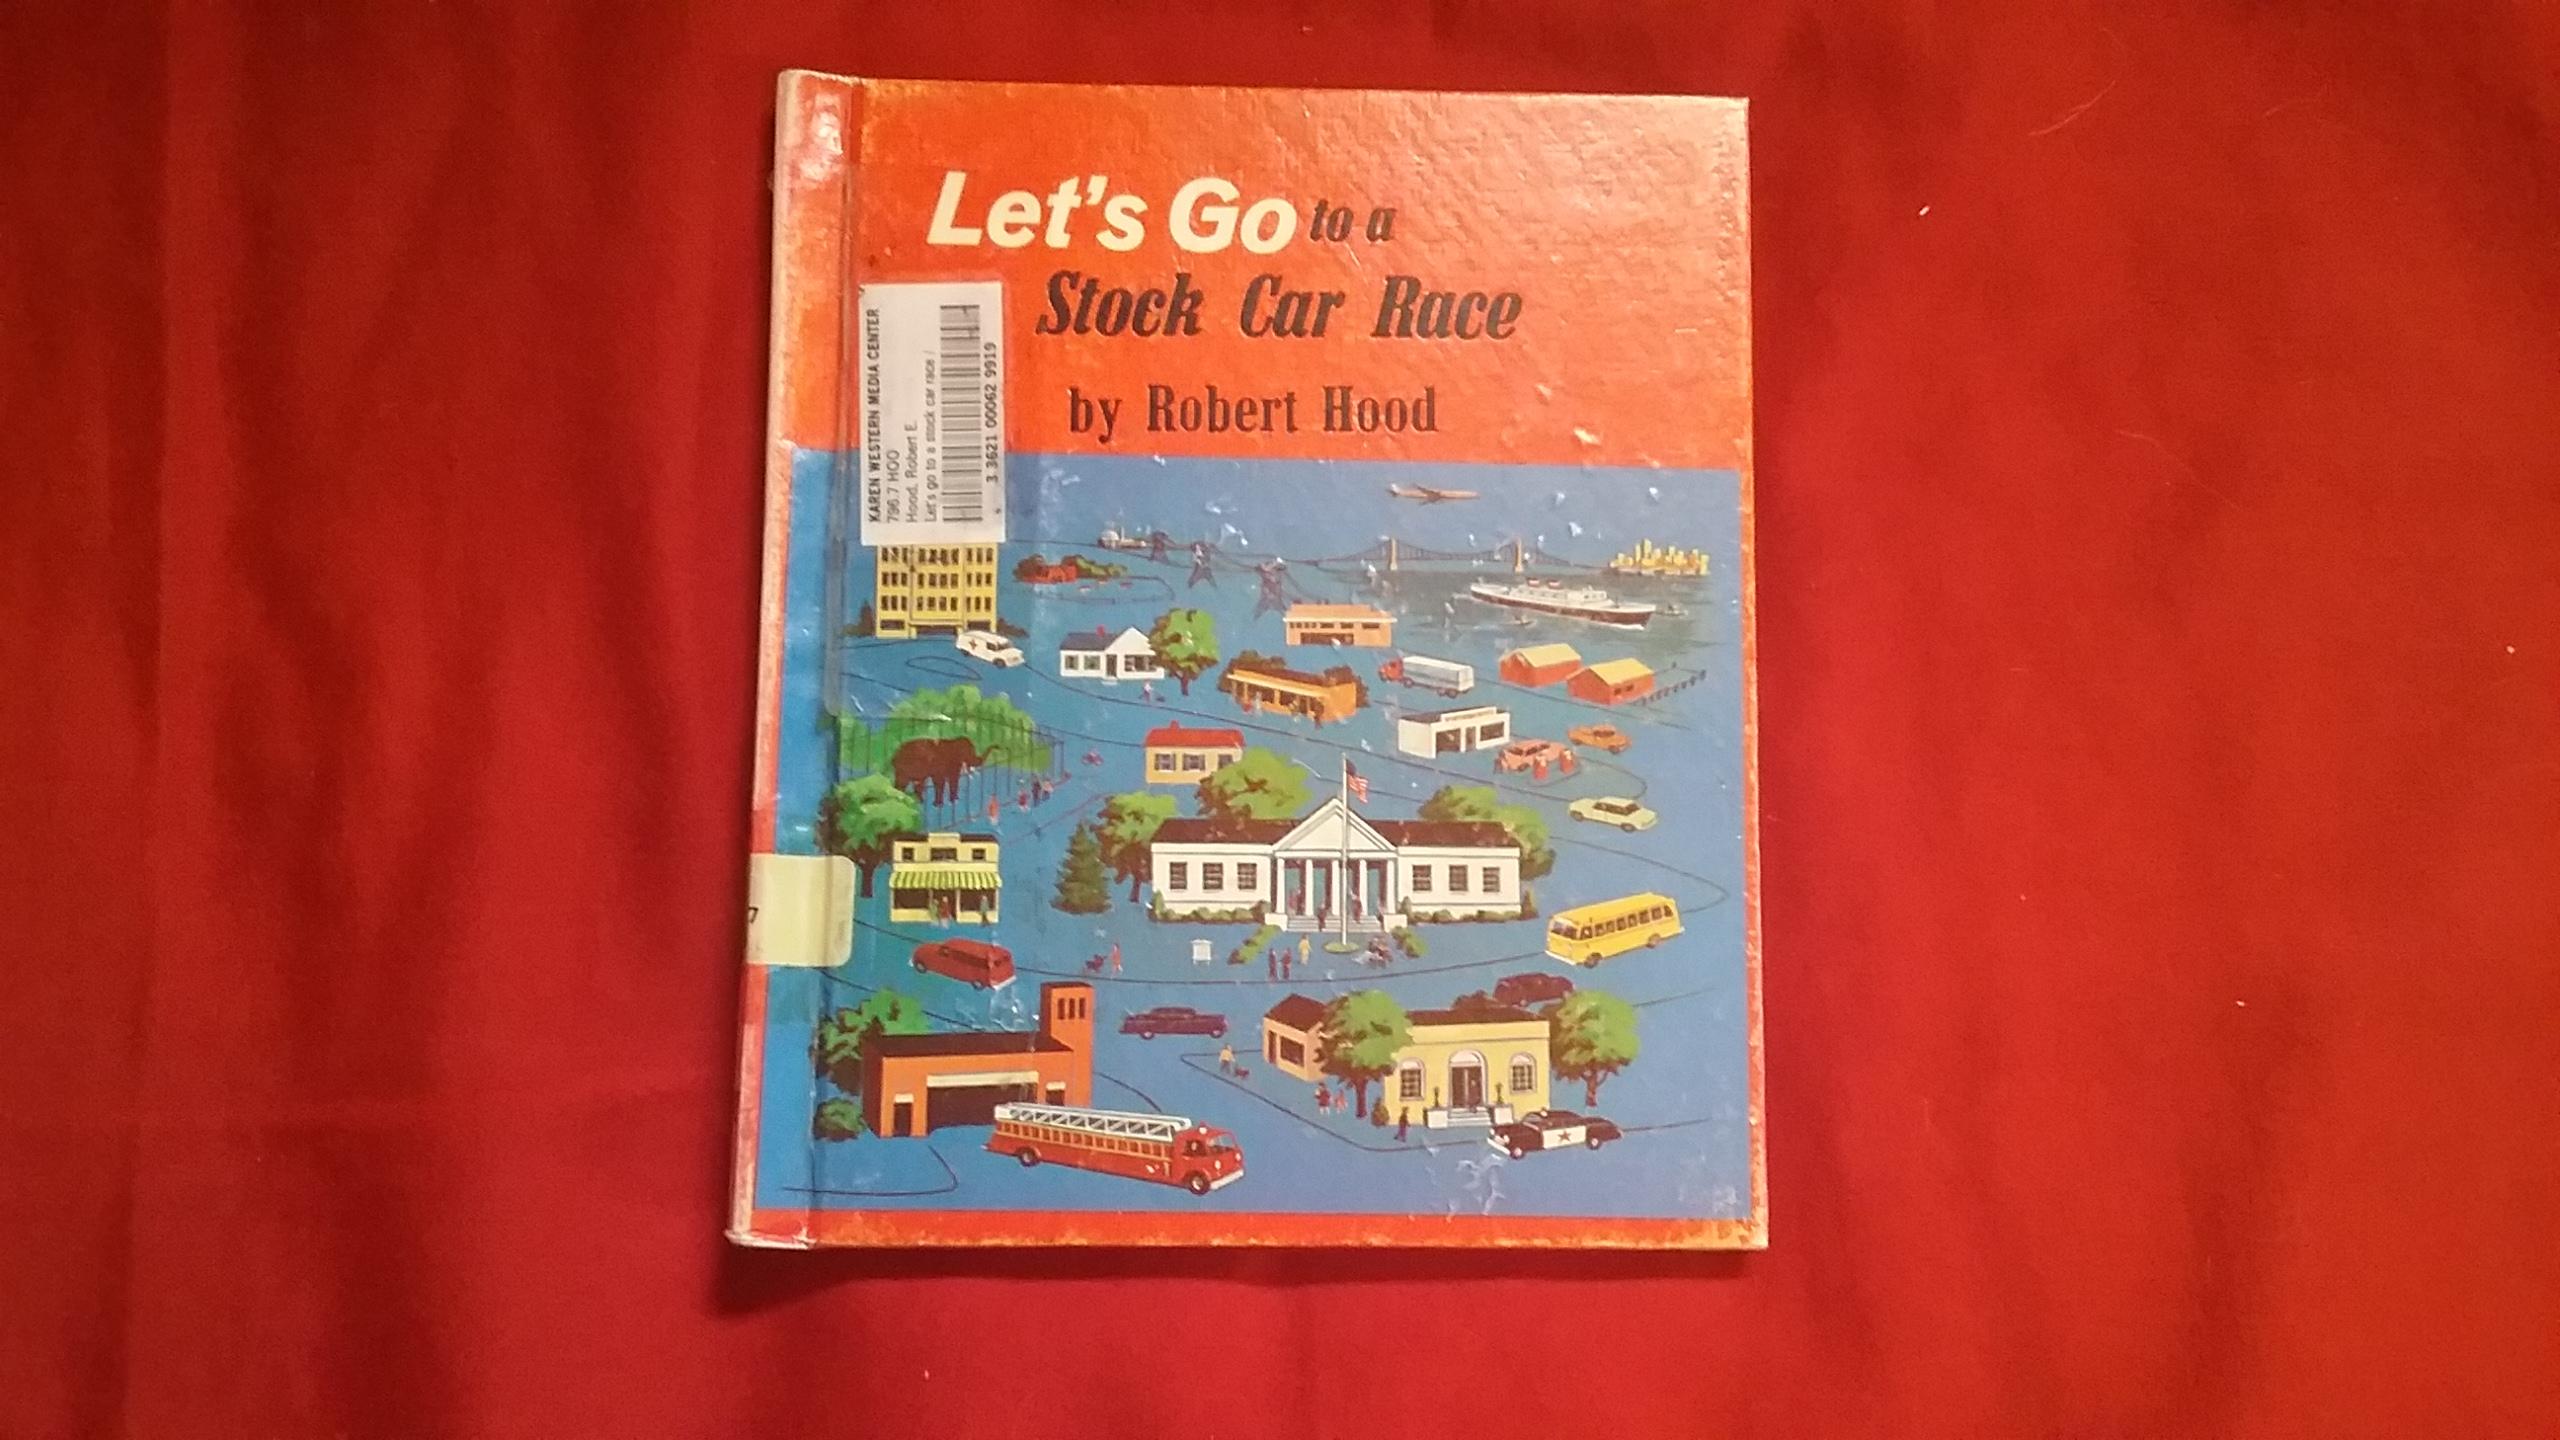 Let's Go to a
Stock Car Race
by Robert Hood
KAREN WESTERN MEDIA CENTER
796.7 HOO
Hood, Robert E.
Let's go to a stock car race /
3 3621 00062 9919
7